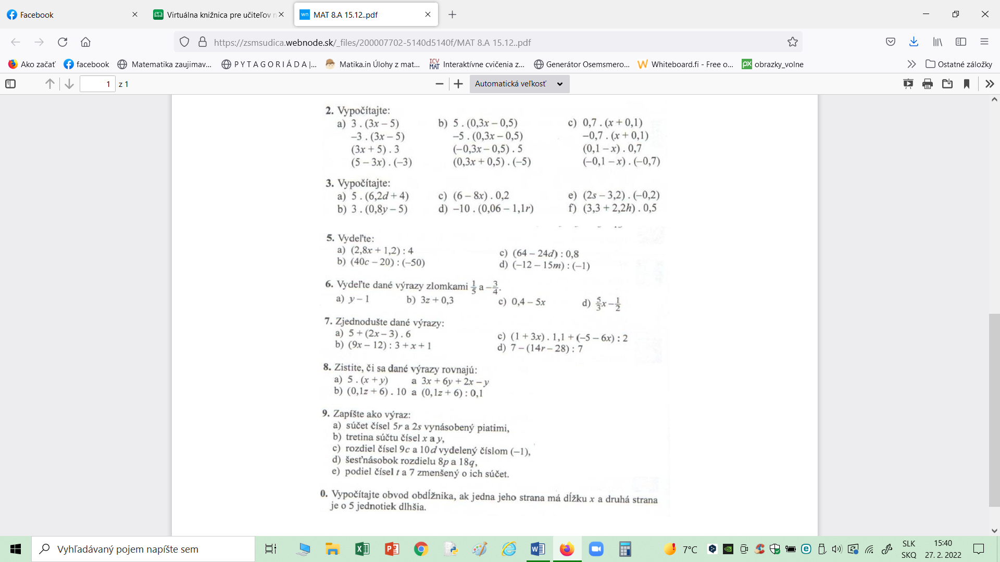 Facebook
Virtuálna knižnica pre učiteľov n
wn MAT 8.A 15.12..pdf
https://zsmsudica.webnode.sk/_files/200007702-5140d5140f/MAT 8.A 15.12..pdf
Ako začať
facebook
Matematika zaujimav...
P Y T A G O R I Á D A |...
Matika.in Úlohy z mat...
ICY MAT Interaktívne cvičenia z...
Generátor Osemsmero...
Whiteboard.fi - Free o...
px obrazky_volne
Ostatné záložky
1 z 1
Automatická veľkosť
2. Vypočítajte:
a) 3 . (3x – 5) b) 5 . (0,3x – 0,5) c) 0,7 . (x + 0,1)
–3 . (3x – 5) –5 . (0,3x – 0,5) –0,7 . (x + 0,1)
(3x + 5) . 3 (–0,3x – 0,5) . 5 (0,1 – x) . 0,7
(5 – 3x) . (–3) (0,3x + 0,5) . (–5) (–0,1 – x) . (–0,7)
3. Vypočítajte:
a) 5 . (6,2d + 4) c) (6 – 8x) . 0,2 e) (2s – 3,2) . (–0,2)
b) 3 . (0,8y – 5) d) –10 . (0,06 – 1,1r) f) (3,3 + 2,2h) . 0,5
5. Vydeľte:
a) (2,8x + 1,2) : 4 c) (64 – 24d) : 0,8
b) (40c – 20) : (–50) d) (–12 – 15m) : (–1)
6. Vydeľte dané výrazy zlomkami 1/5 a –3/4.
a) y – 1 b) 3z + 0,3 c) 0,4 – 5x d) 5/3x – 1/2
7. Zjednodušte dané výrazy:
a) 5 + (2x – 3) . 6 c) (1 + 3x) . 1,1 + (–5 – 6x) : 2
b) (9x – 12) : 3 + x + 1 d) 7 – (14r – 28) : 7
8. Zistite, či sa dané výrazy rovnajú:
a) 5 . (x + y) a 3x + 6y + 2x – y
b) (0,1z + 6) . 10 a (0,1z + 6) : 0,1
9. Zapíšte ako výraz:
a) súčet čísel 5r a 2s vynásobený piatimi,
b) tretina súčtu čísel x a y,
c) rozdiel čísel 9c a 10d vydelený číslom (–1),
d) šesťnásobok rozdielu 8p a 18q,
e) podiel čísel t a 7 zmenšený o ich súčet.
0. Vypočítajte obvod obdĺžnika, ak jedna jeho strana má dĺžku x a druhá strana
je o 5 jednotiek dlhšia.
Vyhľadávaný pojem napíšte sem
7°C
SLK
SKQ
15:40
27. 2. 2022